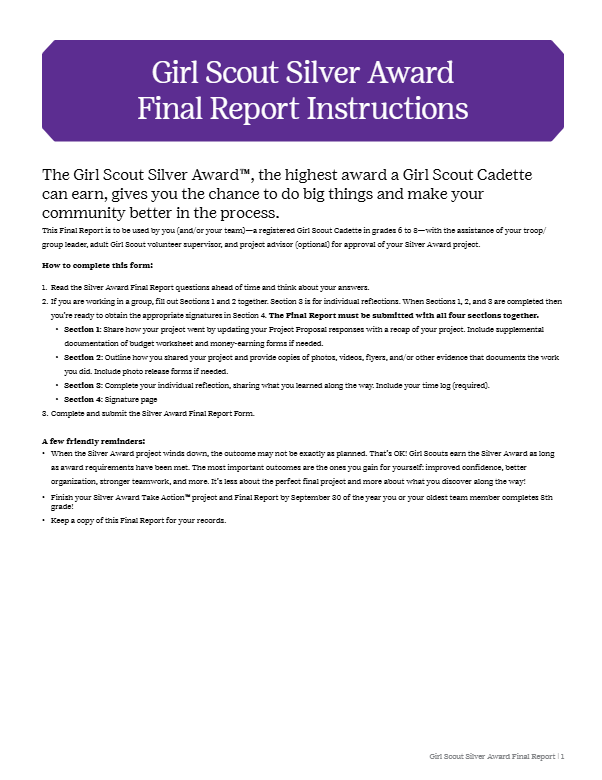 Girl Scout Silver Award
Final Report Instructions
The Girl Scout Silver Award™, the highest award a Girl Scout Cadette
can earn, gives you the chance to do big things and make your
community better in the process.
This Final Report is to be used by you (and/or your team)—a registered Girl Scout Cadette in grades 6 to 8—with the assistance of your troop/
group leader, adult Girl Scout volunteer supervisor, and project advisor (optional) for approval of your Silver Award project.
How to complete this form:
1. Read the Silver Award Final Report questions ahead of time and think about your answers.
2. If you are working in a group, fill out Sections 1 and 2 together. Section 3 is for individual reflections. When Sections 1, 2, and 3 are completed then
you're ready to obtain the appropriate signatures in Section 4. The Final Report must be submitted with all four sections together.
• Section 1: Share how your project went by updating your Project Proposal responses with a recap of your project. Include supplemental
documentation of budget worksheet and money-earning forms if needed.
• Section 2: Outline how you shared your project and provide copies of photos, videos, flyers, and/or other evidence that documents the work
you did. Include photo release forms if needed.
• Section 3: Complete your individual reflection, sharing what you learned along the way. Include your time log (required).
• Section 4: Signature page
3. Complete and submit the Silver Award Final Report Form.
A few friendly reminders:
• When the Silver Award project winds down, the outcome may not be exactly as planned. That's OK! Girl Scouts earn the Silver Award as long
as award requirements have been met. The most important outcomes are the ones you gain for yourself: improved confidence, better
organization, stronger teamwork, and more. It's less about the perfect final project and more about what you discover along the way!
• Finish your Silver Award Take Action™ project and Final Report by September 30 of the year you or your oldest team member completes 8th
grade!
• Keep a copy of this Final Report for your records.
Girl Scout Silver Award Final Report | 1